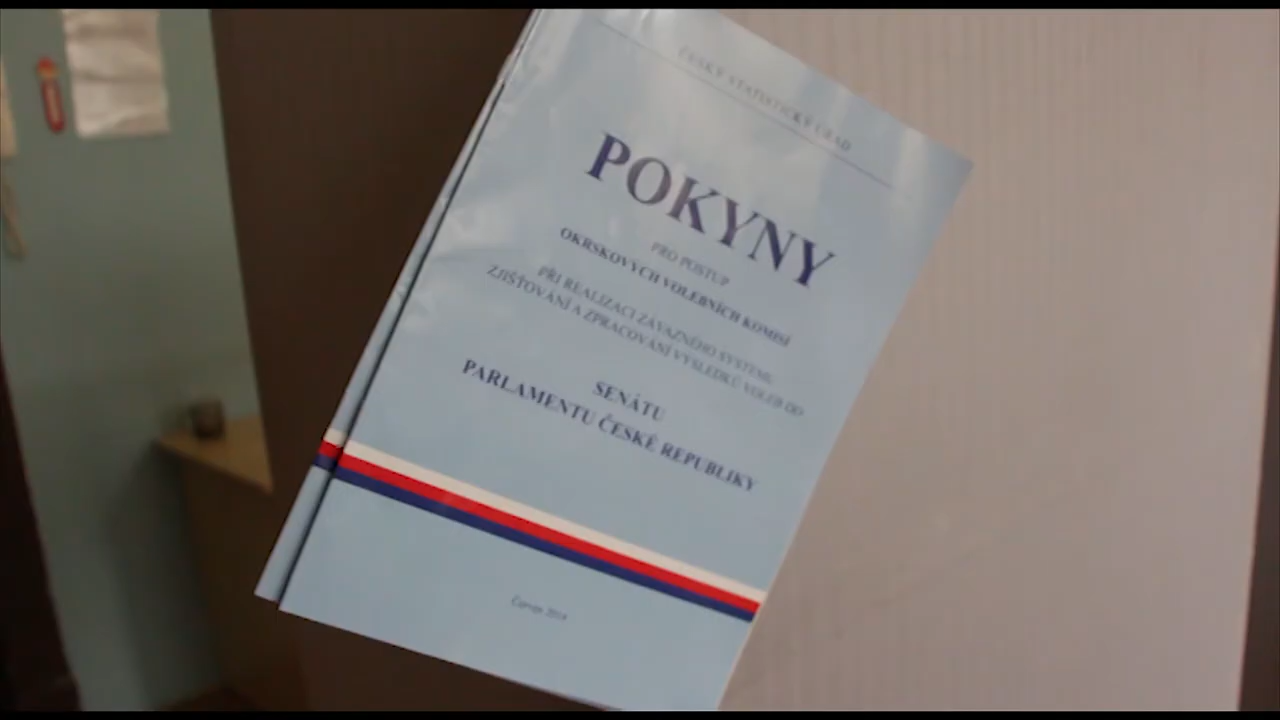 ČESKÝ STATISTICKÝ ÚŘAD
POKYNY
PRO POSTUP
OKRSKOVÝCH VOLEBNÍCH KOMISÍ
PŘI REALIZACI ZÁVAZNÉHO SYSTÉMU
ZJIŠŤOVÁNÍ A ZPRACOVÁNÍ VÝSLEDKŮ VOLEB DO
SENÁTU
PARLAMENTU ČESKÉ REPUBLIKY
2014